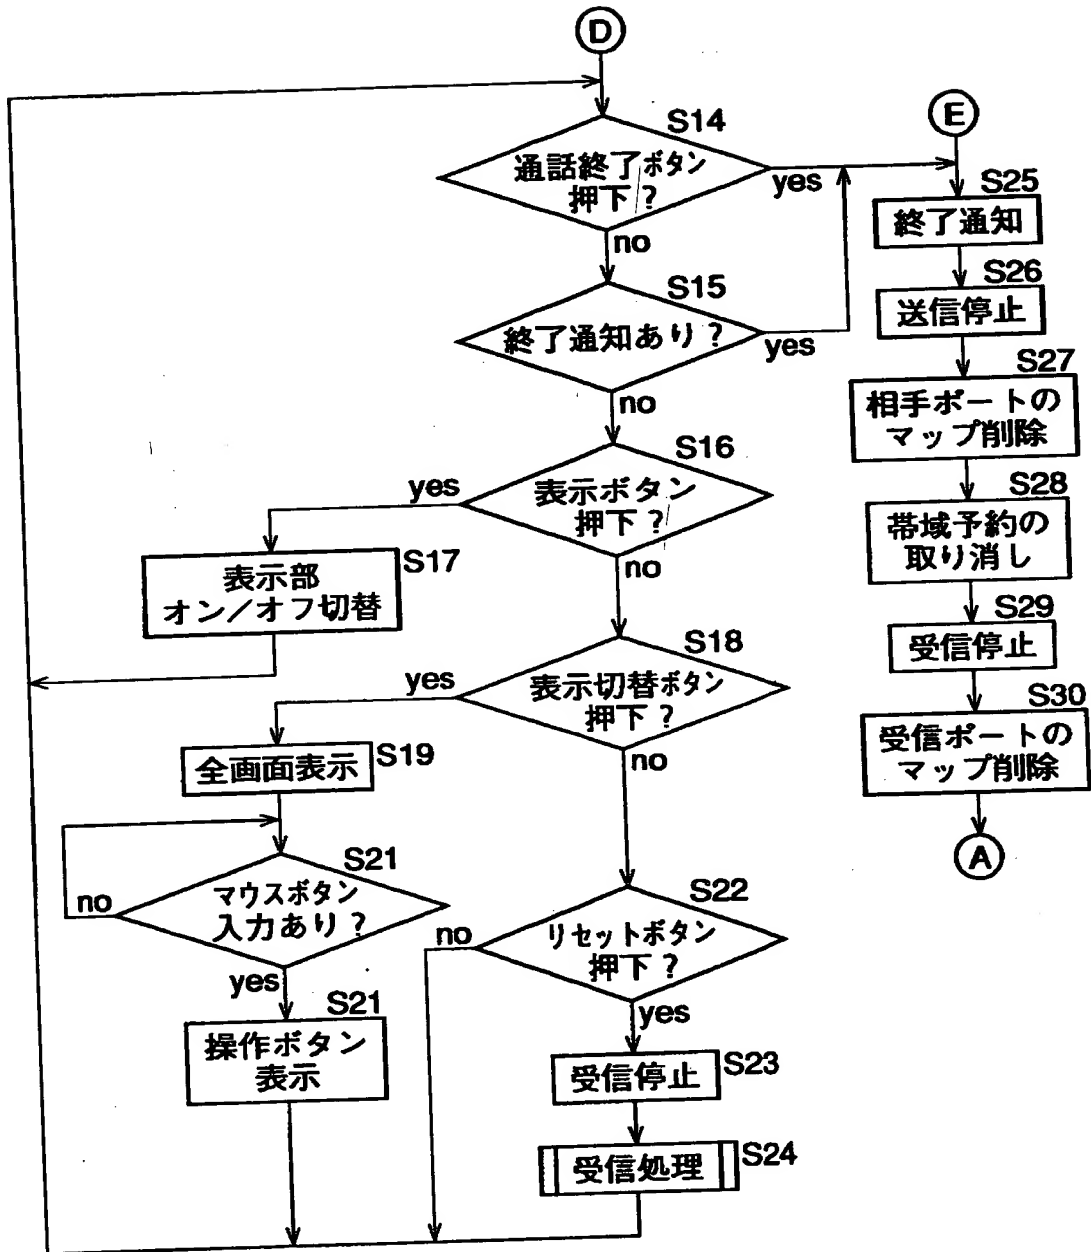 D
S14
通話終了ボタン
押下？
yes
no
S15
終了通知あり？
yes
no
S16
表示ボタン
押下？
yes
no
S17
表示部
オン／オフ切替
S18
表示切替ボタン
押下？
yes
no
S19
全画面表示
S21
マウスボタン
入力あり？
no
yes
S21
操作ボタン
表示
S22
リセットボタン
押下？
no
yes
S23
受信停止
S24
受信処理
E
S25
終了通知
S26
送信停止
S27
相手ポートの
マップ削除
S28
帯域予約の
取り消し
S29
受信停止
S30
受信ポートの
マップ削除
A